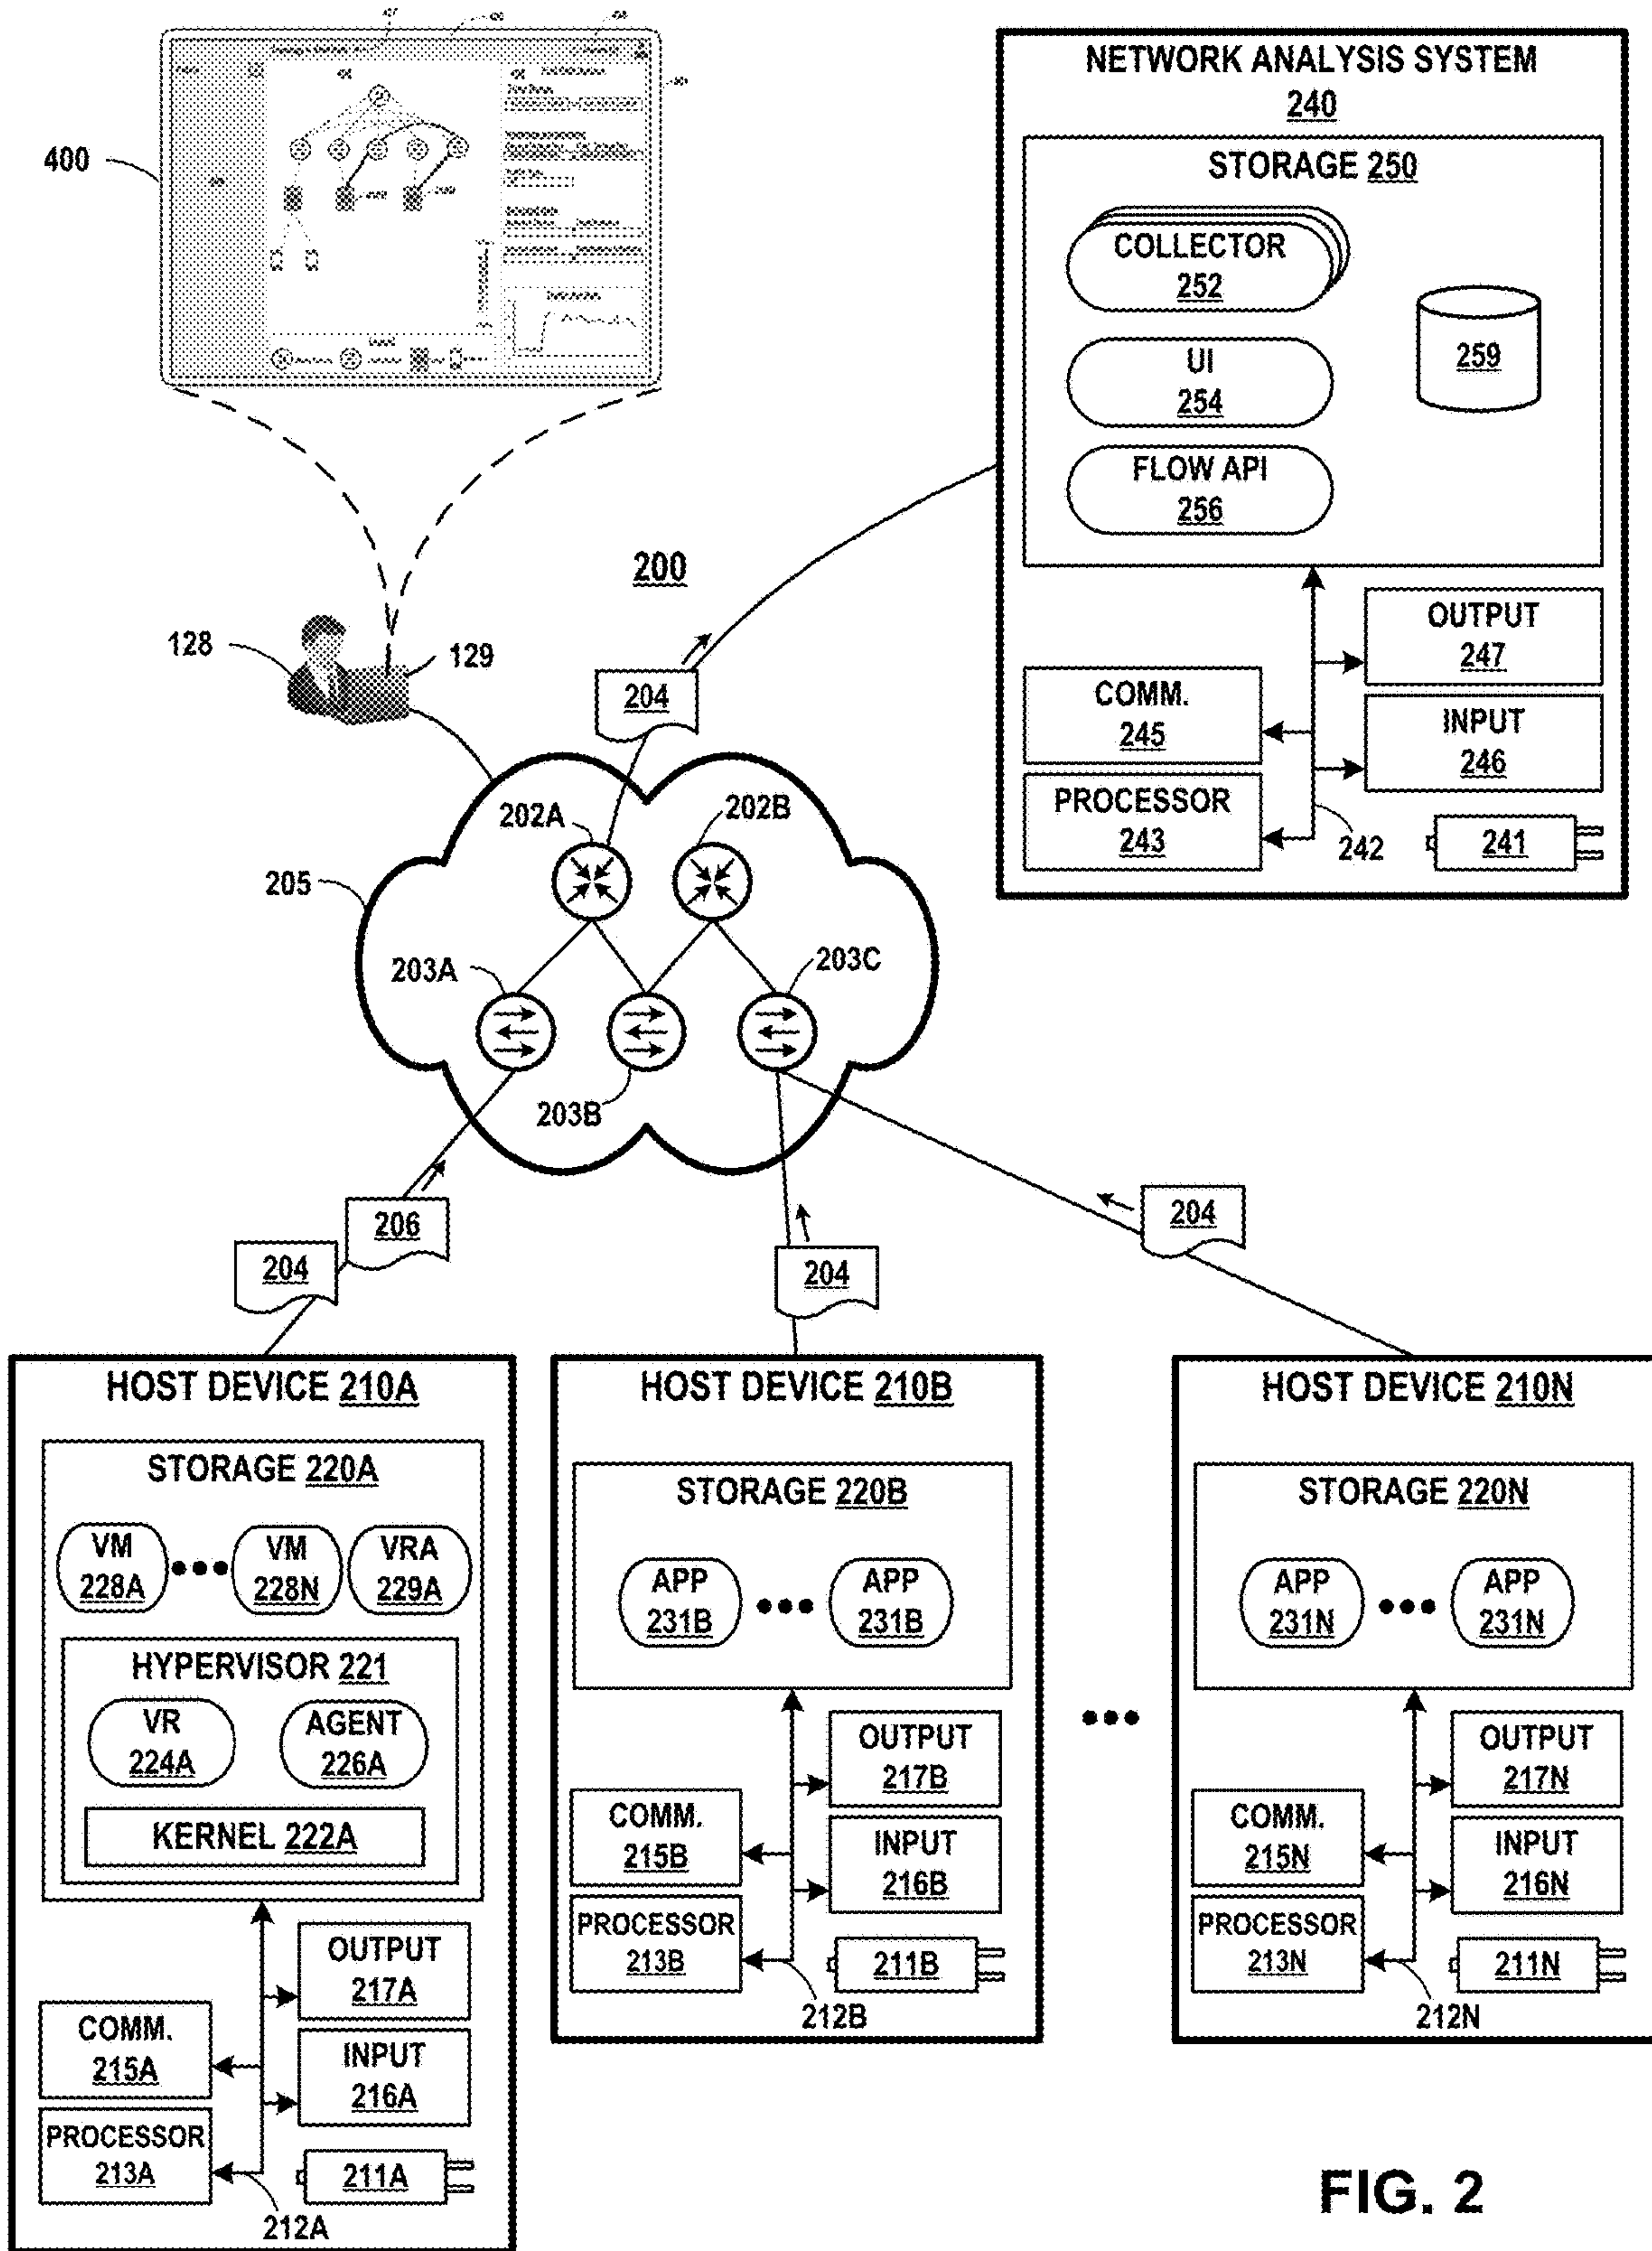 400
NETWORK ANALYSIS SYSTEM
240
STORAGE 250
COLLECTOR
252
UI
254
FLOW API
256
259
OUTPUT
247
COMM.
245
INPUT
246
PROCESSOR
243
242
241
200
128
129
204
202A
202B
205
203A
203C
203B
206
204
204
204
HOST DEVICE 210A
STORAGE 220A
VM
228A
VM
228N
VRA
229A
HYPERVISOR 221
VR
224A
AGENT
226A
KERNEL 222A
OUTPUT
217A
COMM.
215A
INPUT
216A
PROCESSOR
213A
211A
212A
HOST DEVICE 210B
STORAGE 220B
APP
231B
APP
231B
OUTPUT
217B
COMM.
215B
INPUT
216B
PROCESSOR
213B
211B
212B
HOST DEVICE 210N
STORAGE 220N
APP
231N
APP
231N
OUTPUT
217N
COMM.
215N
INPUT
216N
PROCESSOR
213N
211N
212N
FIG. 2